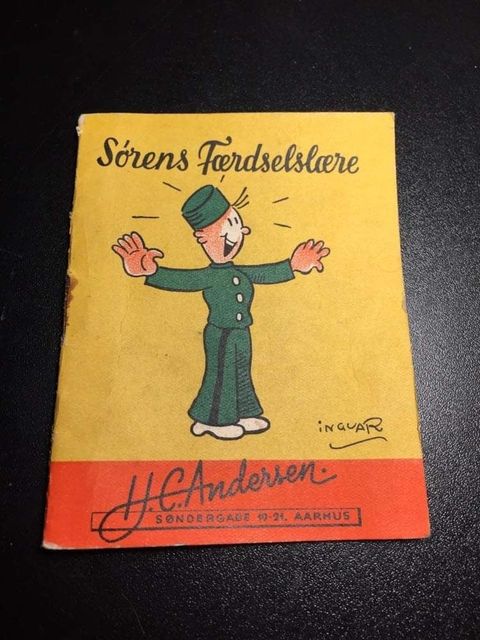 Sørens Færdselslære
iNGVAR
H.C. Andersen.
SØNDERGADE 19-21, AARHUS